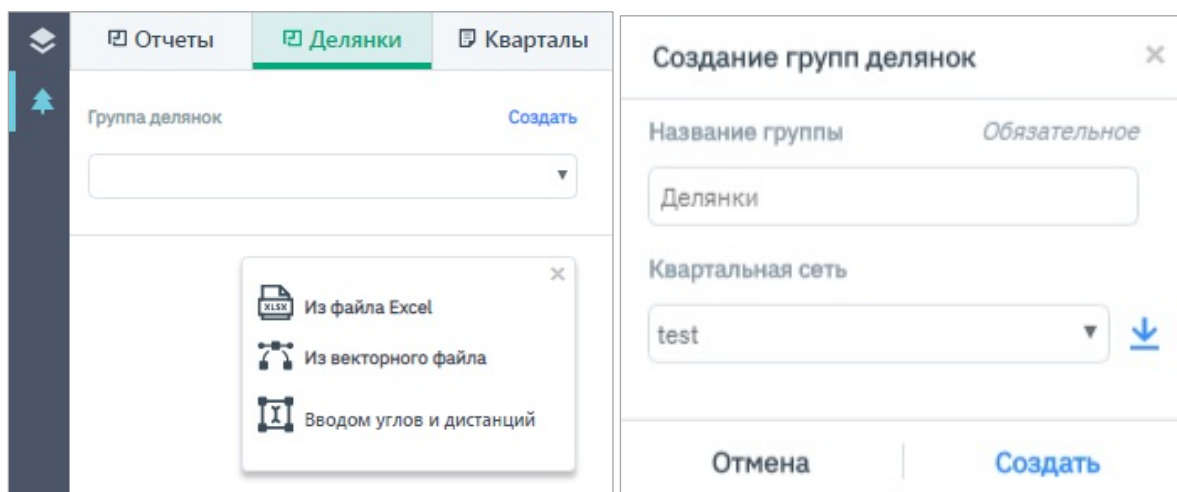 Отчеты
Делянки
Кварталы
Группа делянок
Создать
XLSX
Из файла Excel
Из векторного файла
Вводом углов и дистанций
Создание групп делянок
Название группы
Обязательное
Делянки
Квартальная сеть
test
Отмена
Создать